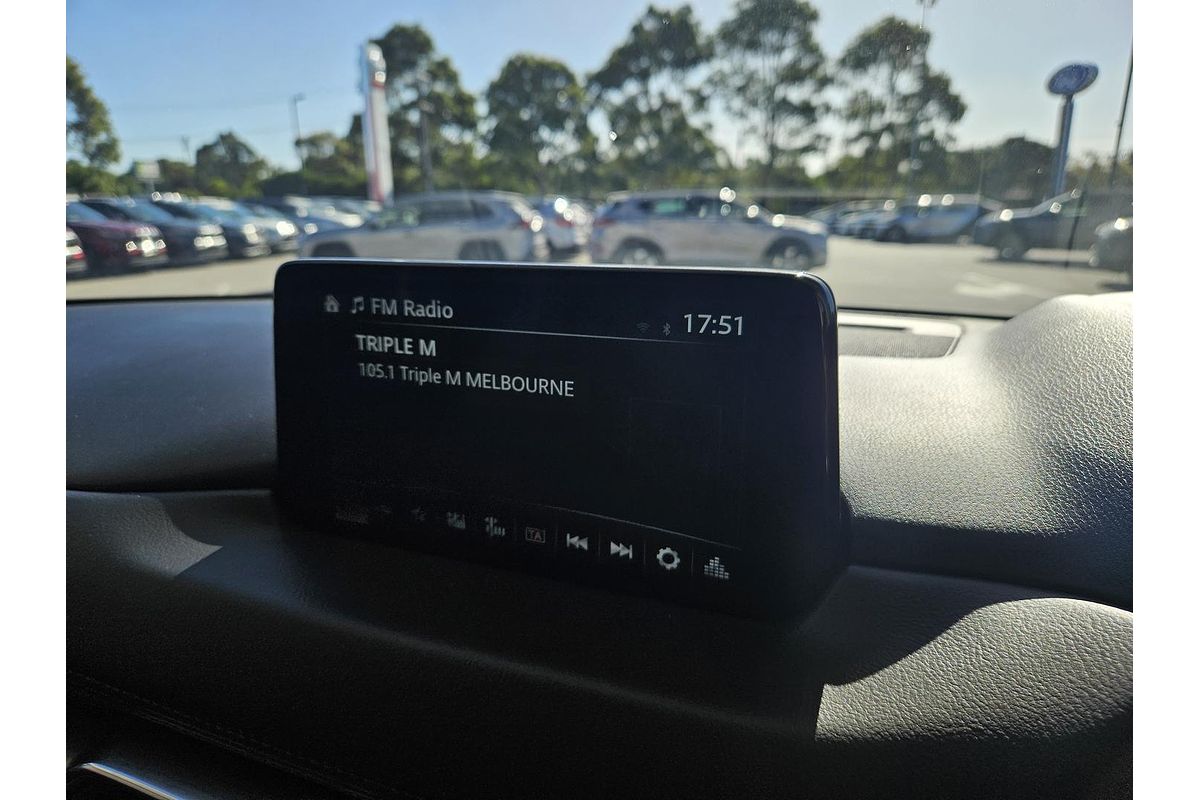 FM Radio
17:51
TRIPLE M
105.1 Triple M MELBOURNE
TA